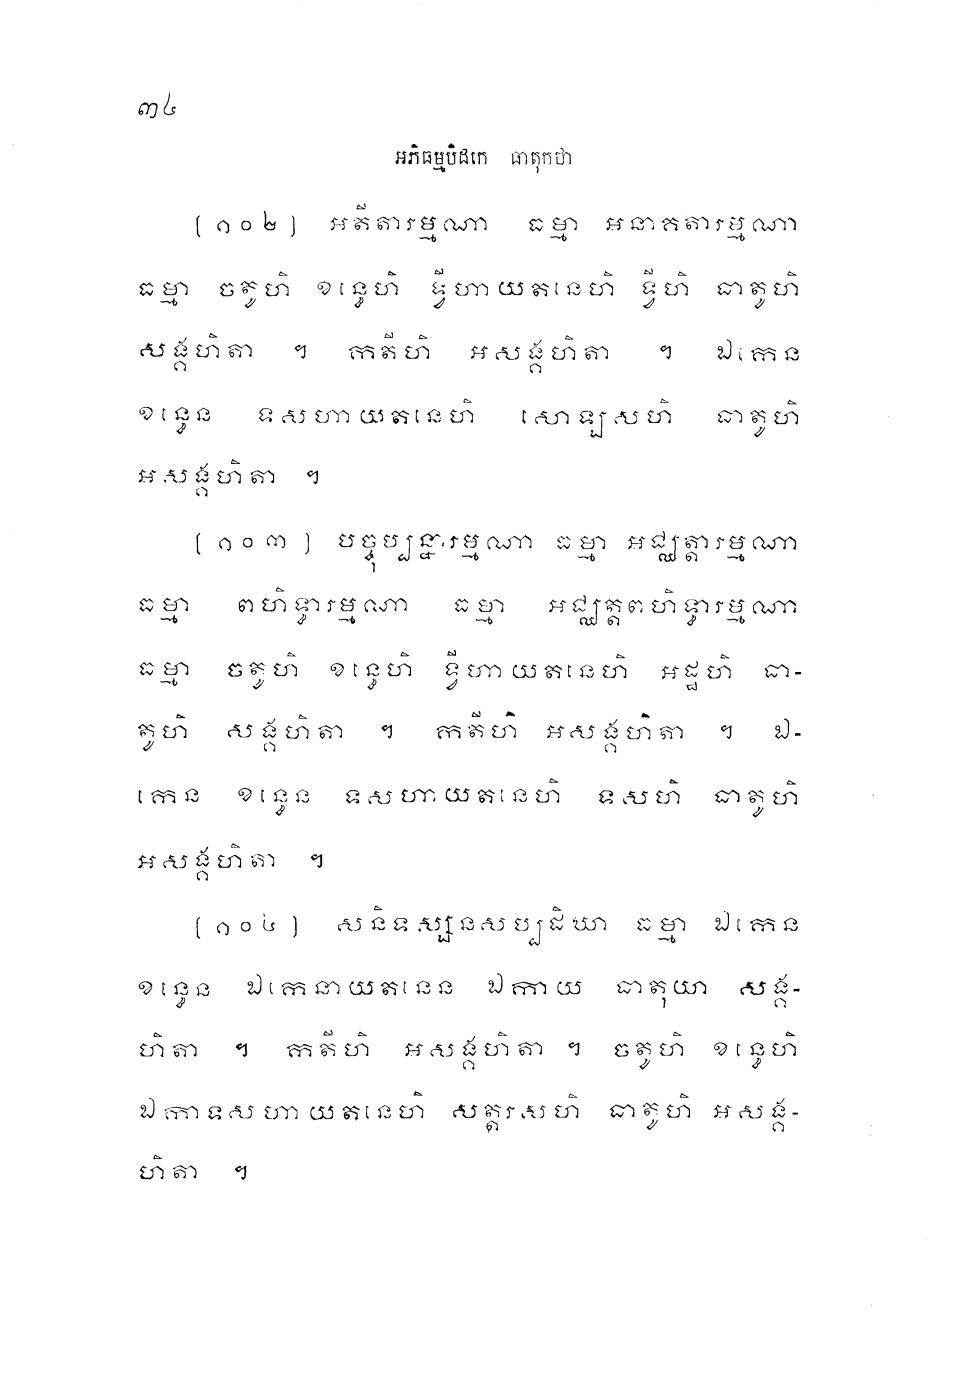 ៣៤
អភិធម្មបិដកេ ធាតុកថា
[១០២] អតីតារម្មណា ធម្មា អនាគតារម្មណា
ធម្មា ចតូហិ ខន្ធេហិ ទ្វីហាយតនេហិ ទ្វីហិ ធាតូហិ
សង្គហិតា ។ កតីហិ អសង្គហិតា ។ ឯកេន
ខន្ធេន ទសហាយតនេហិ សោឡសហិ ធាតូហិ
អសង្គហិតា ។
[១០៣] បច្ចុប្បន្នារម្មណា ធម្មា អជ្ឈត្តារម្មណា
ធម្មា ពហិទ្ធារម្មណា ធម្មា អជ្ឈត្តពហិទ្ធារម្មណា
ធម្មា ចតូហិ ខន្ធេហិ ទ្វីហាយតនេហិ អដ្ឋហិ ធា-
តូហិ សង្គហិតា ។ កតីហិ អសង្គហិតា ។ ឯ-
កេន ខន្ធេន ទសហាយតនេហិ ទសហិ ធាតូហិ
អសង្គហិតា ។
[១០៤] សនិទស្សនសប្បដិឃា ធម្មា ឯកេន
ខន្ធេន ឯកេនាយតនេន ឯកាយ ធាតុយា សង្គ-
ហិតា ។ កតីហិ អសង្គហិតា ។ ចតូហិ ខន្ធេហិ
ឯកាទសហាយតនេហិ សត្តរសហិ ធាតូហិ អសង្គ-
ហិតា ។